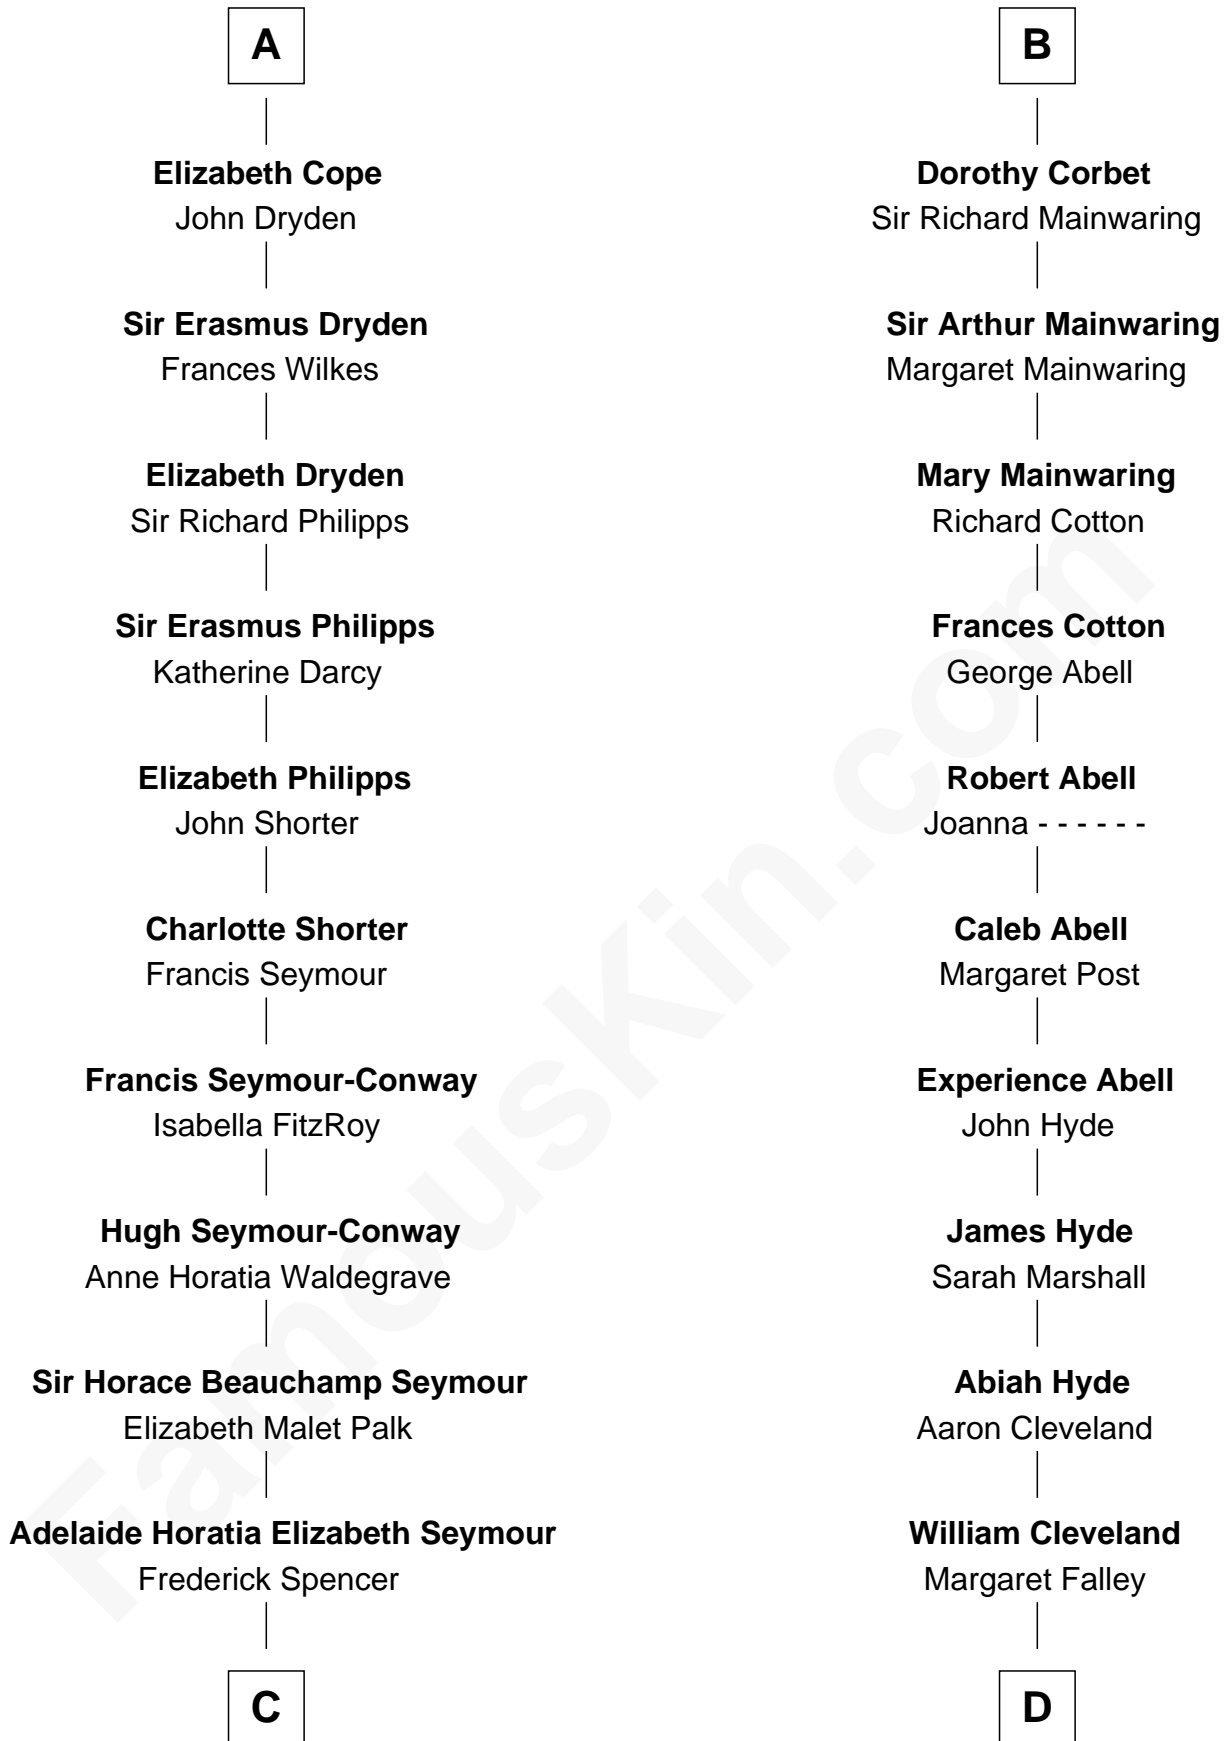 A
Elizabeth Cope
John Dryden
Sir Erasmus Dryden
Frances Wilkes
Elizabeth Dryden
Sir Richard Philipps
Sir Erasmus Philipps
Katherine Darcy
Elizabeth Philipps
John Shorter
Charlotte Shorter
Francis Seymour
Francis Seymour-Conway
Isabella FitzRoy
Hugh Seymour-Conway
Anne Horatia Waldegrave
Sir Horace Beauchamp Seymour
Elizabeth Malet Palk
Adelaide Horatia Elizabeth Seymour
Frederick Spencer
C
B
Dorothy Corbet
Sir Richard Mainwaring
Sir Arthur Mainwaring
Margaret Mainwaring
Mary Mainwaring
Richard Cotton
Frances Cotton
George Abell
Robert Abell
Joanna - - - - - -
Caleb Abell
Margaret Post
Experience Abell
John Hyde
James Hyde
Sarah Marshall
Abiah Hyde
Aaron Cleveland
William Cleveland
Margaret Falley
D
FamousKin.com